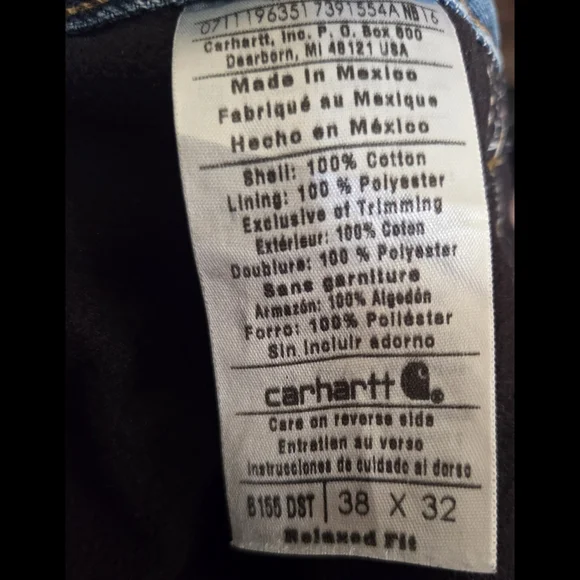 07111963517391554A NB16
Carhartt, Inc. P. O. Box 600
Dearborn, MI 48121 USA
Made in Mexico
Fabriqué au Mexique
Hecho en México
Shell: 100% Cotton
Lining: 100 % Polyester
Exclusive of Trimming
Extérieur: 100% Coton
Doublure: 100 % Polyester
Sans garniture
Armazón: 100% Algodón
Forro: 100% Poliéster
Sin incluir adorno
carhartt ®
Care on reverse side
Entretien au verso
Instrucciones de cuidado al dorso
B155 DST 38 X 32
Relaxed Fit